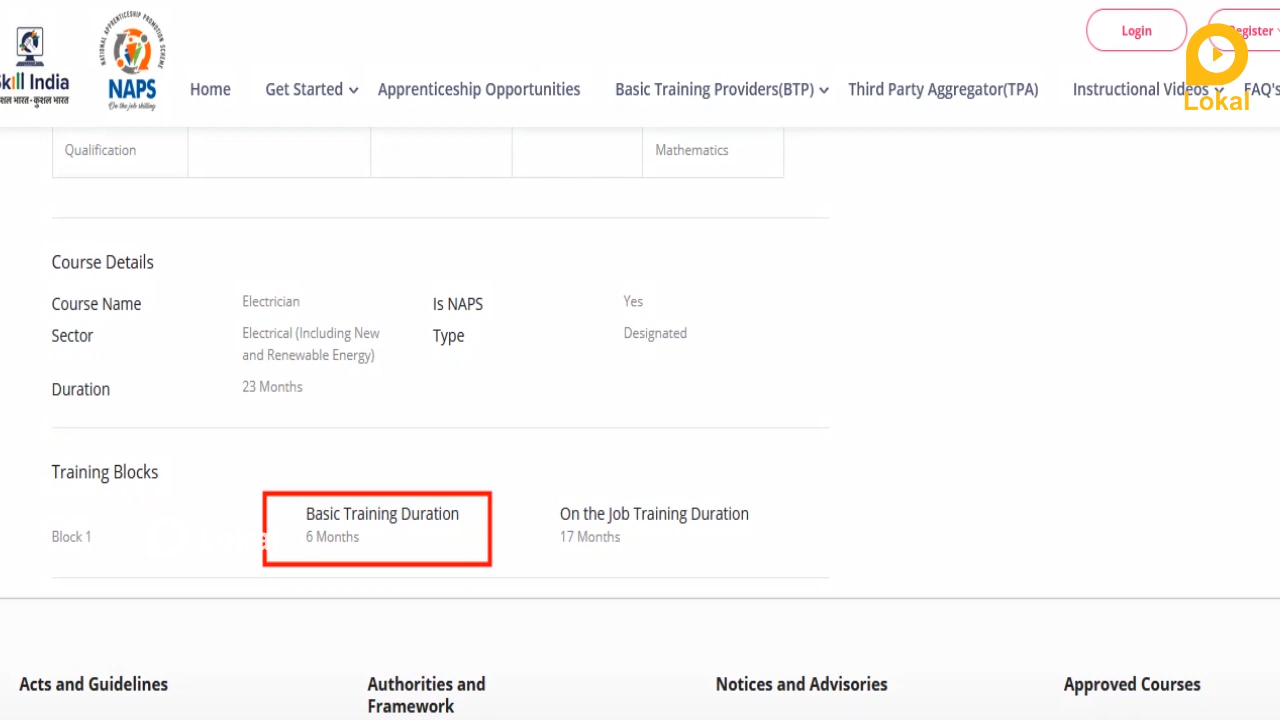 Login
Register
Skill India
कौशल भारत-कुशल भारत
NATIONAL APPRENTICESHIP PROMOTION SCHEME
NAPS
On the job skilling
Home
Get Started
Apprenticeship Opportunities
Basic Training Providers(BTP)
Third Party Aggregator(TPA)
Instructional Videos
FAQ's
Lokal
Qualification
Mathematics
Course Details
Course Name
Electrician
Is NAPS
Yes
Sector
Electrical (Including New
and Renewable Energy)
Type
Designated
Duration
23 Months
Training Blocks
Basic Training Duration
On the Job Training Duration
Block 1
6 Months
17 Months
Acts and Guidelines
Authorities and
Framework
Notices and Advisories
Approved Courses